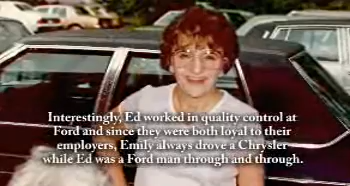 Interestingly, Ed worked in quality control at
Ford and since they were both loyal to their
employers, Emily always drove a Chrysler
while Ed was a Ford man through and through.